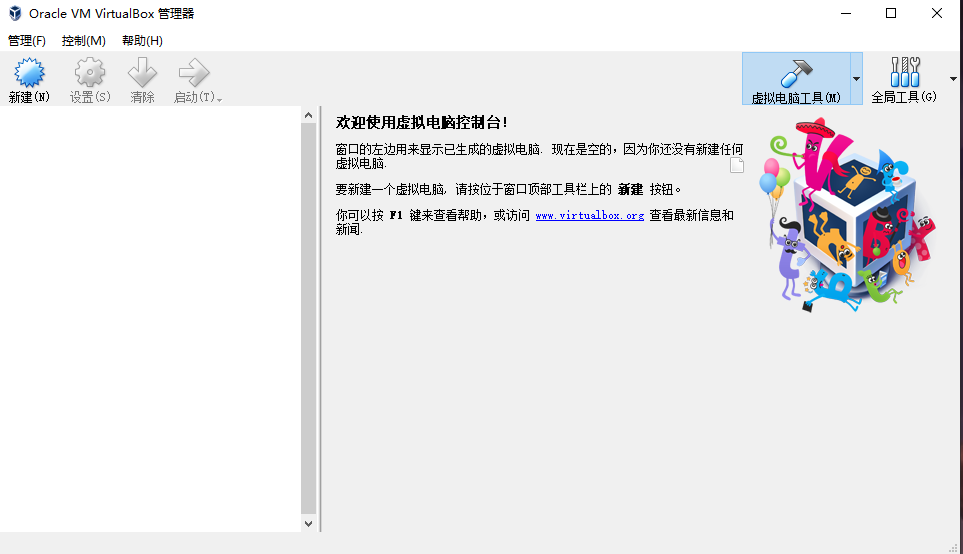 Oracle VM VirtualBox 管理器
管理(F) 控制(M) 帮助(H)
新建(N) 设置(S) 清除 启动(T) 虚拟电脑工具(M) 全局工具(G)
欢迎使用虚拟电脑控制台!
窗口的左边用来显示已生成的虚拟电脑. 现在是空的, 因为你还没有新建任何
虚拟电脑.
要新建一个虚拟电脑, 请按位于窗口顶部工具栏上的 新建 按钮。
你可以按 F1 键来查看帮助, 或访问 www.virtualbox.org 查看最新信息和
新闻.